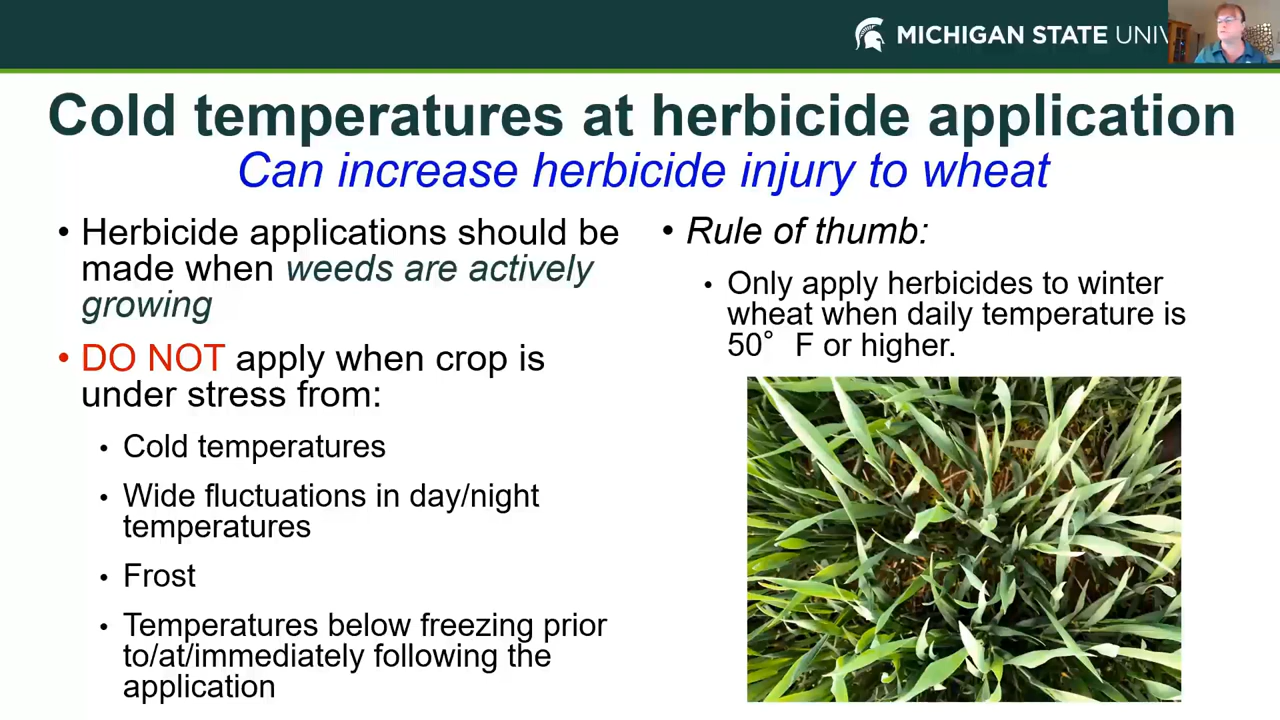 MICHIGAN STATE UNIV
Cold temperatures at herbicide application
Can increase herbicide injury to wheat
• Herbicide applications should be
made when weeds are actively
growing
• DO NOT apply when crop is
under stress from:
• Cold temperatures
• Wide fluctuations in day/night
temperatures
• Frost
• Temperatures below freezing prior
to/at/immediately following the
application
• Rule of thumb:
• Only apply herbicides to winter
wheat when daily temperature is
50° F or higher.